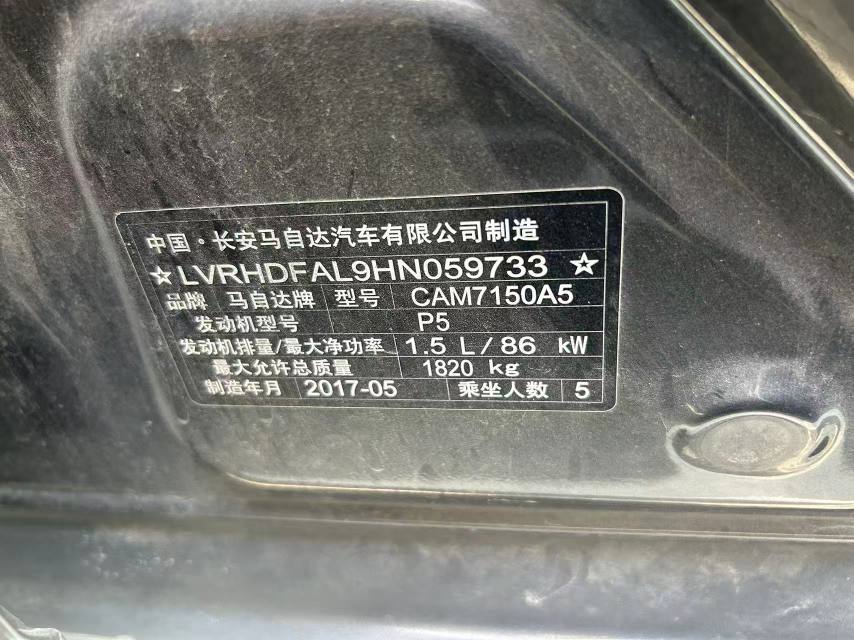 中国·长安马自达汽车有限公司制造
☆LVRHDFAL9HN059733☆
品牌 马自达牌 型号 CAM7150A5
发动机型号 P5
发动机排量/最大净功率 1.5 L/86 kW
最大允许总质量 1820 kg
制造年月 2017-05 乘坐人数 5